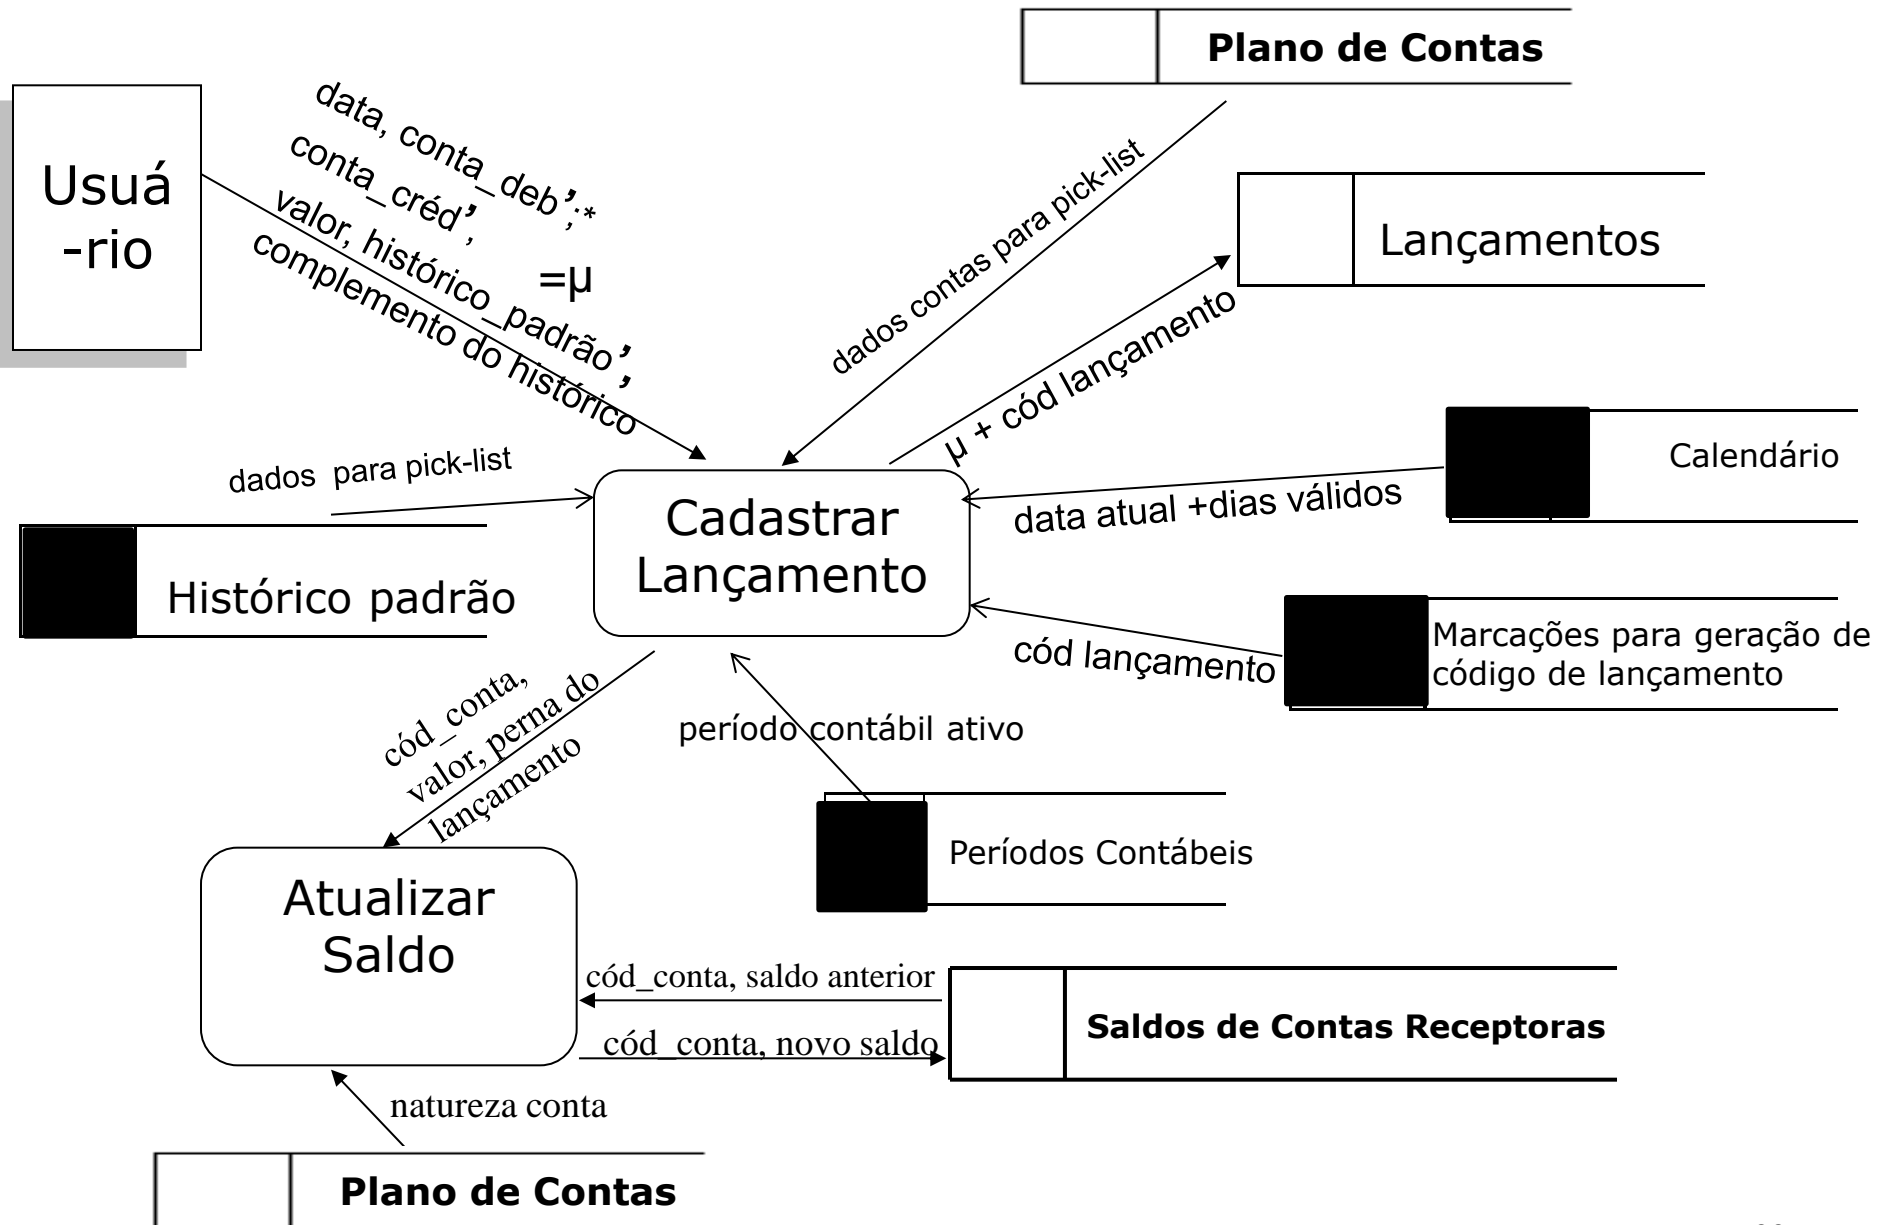 Plano de Contas
Usuá
-rio
data, conta_deb’;*
conta_créd’,
valor, histórico_padrão’,
complemento do histórico
=µ
dados contas para pick-list
Lançamentos
µ + cód lançamento
Calendário
data atual +dias válidos
dados  para pick-list
Histórico padrão
Cadastrar
Lançamento
Marcações para geração de
código de lançamento
cód lançamento
cód_conta,
valor, perna do
lançamento
período contábil ativo
Períodos Contábeis
Atualizar
Saldo
cód_conta, saldo anterior
cód_conta, novo saldo
Saldos de Contas Receptoras
natureza conta
Plano de Contas